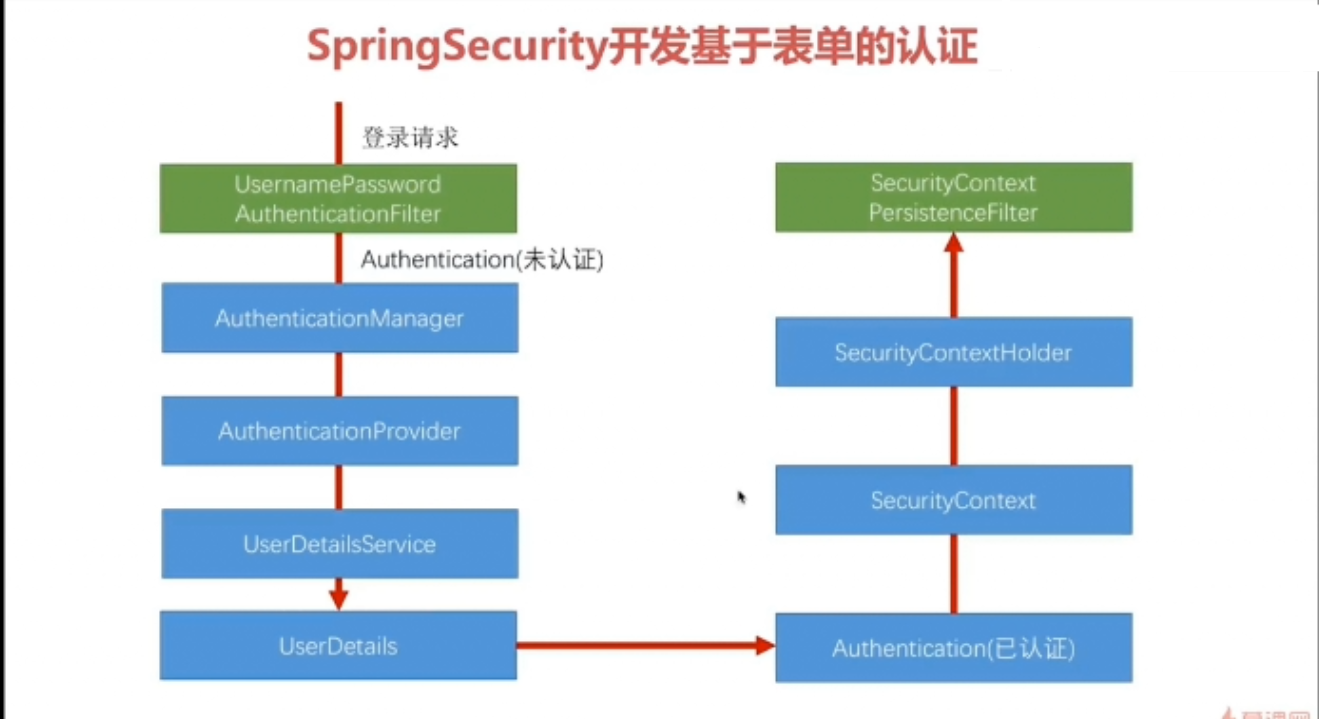 SpringSecurity开发基于表单的认证
登录请求
UsernamePassword
AuthenticationFilter
Authentication(未认证)
AuthenticationManager
AuthenticationProvider
UserDetailsService
UserDetails
SecurityContext
PersistenceFilter
SecurityContextHolder
SecurityContext
Authentication(已认证)